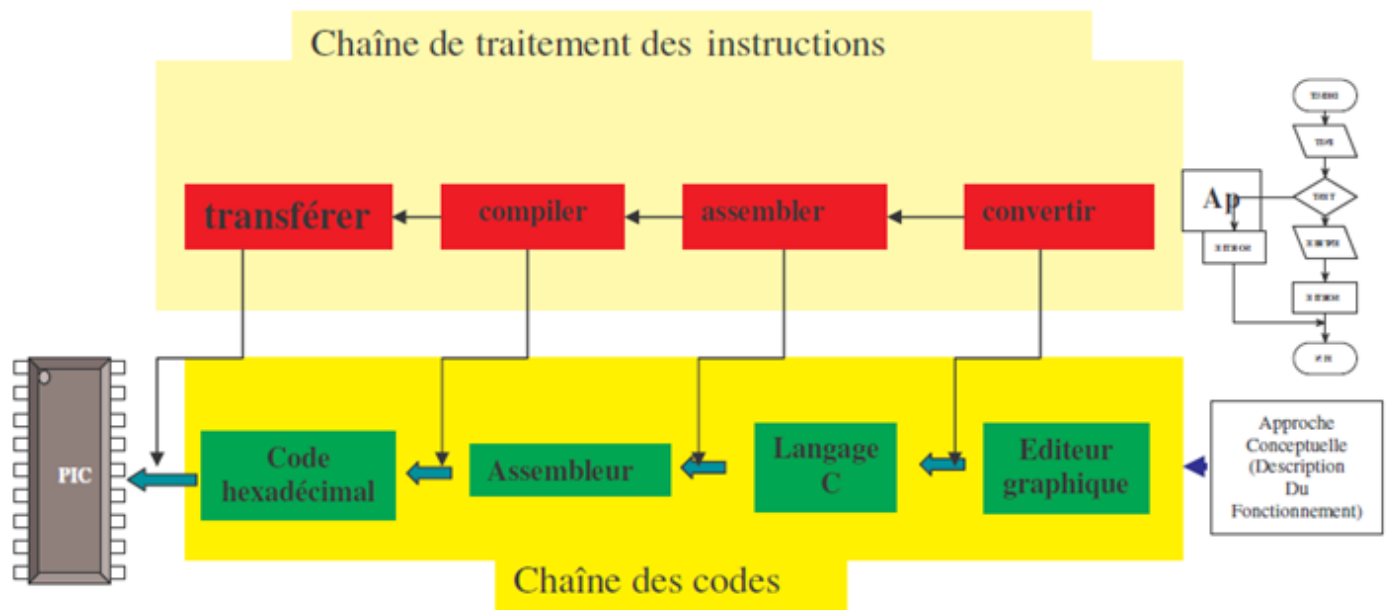 Chaîne de traitement des instructions
transférer
compiler
assembler
convertir
Ap
TEST
PIC
Code
hexadécimal
Assembleur
Langage
C
Editeur
graphique
Approche
Conceptuelle
(Description
Du
Fonctionnement)
Chaîne des codes